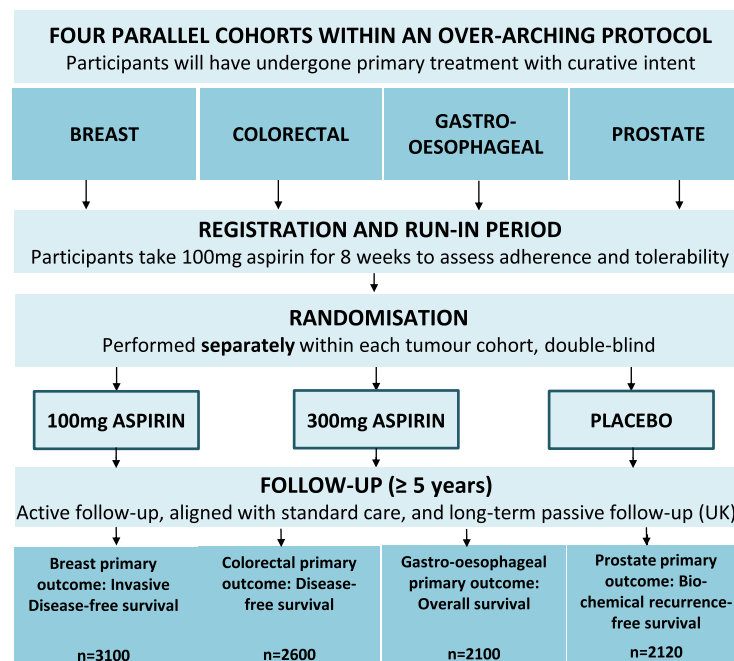 FOUR PARALLEL COHORTS WITHIN AN OVER-ARCHING PROTOCOL
Participants will have undergone primary treatment with curative intent
BREAST
COLORECTAL
GASTRO-
OESOPHAGEAL
PROSTATE
REGISTRATION AND RUN-IN PERIOD
Participants take 100mg aspirin for 8 weeks to assess adherence and tolerability
RANDOMISATION
Performed separately within each tumour cohort, double-blind
100mg ASPIRIN
300mg ASPIRIN
PLACEBO
FOLLOW-UP (≥ 5 years)
Active follow-up, aligned with standard care, and long-term passive follow-up (UK)
Breast primary
outcome: Invasive
Disease-free survival
n=3100
Colorectal primary
outcome: Disease-
free survival
n=2600
Gastro-oesophageal
primary outcome:
Overall survival
n=2100
Prostate primary
outcome: Bio-
chemical recurrence-
free survival
n=2120